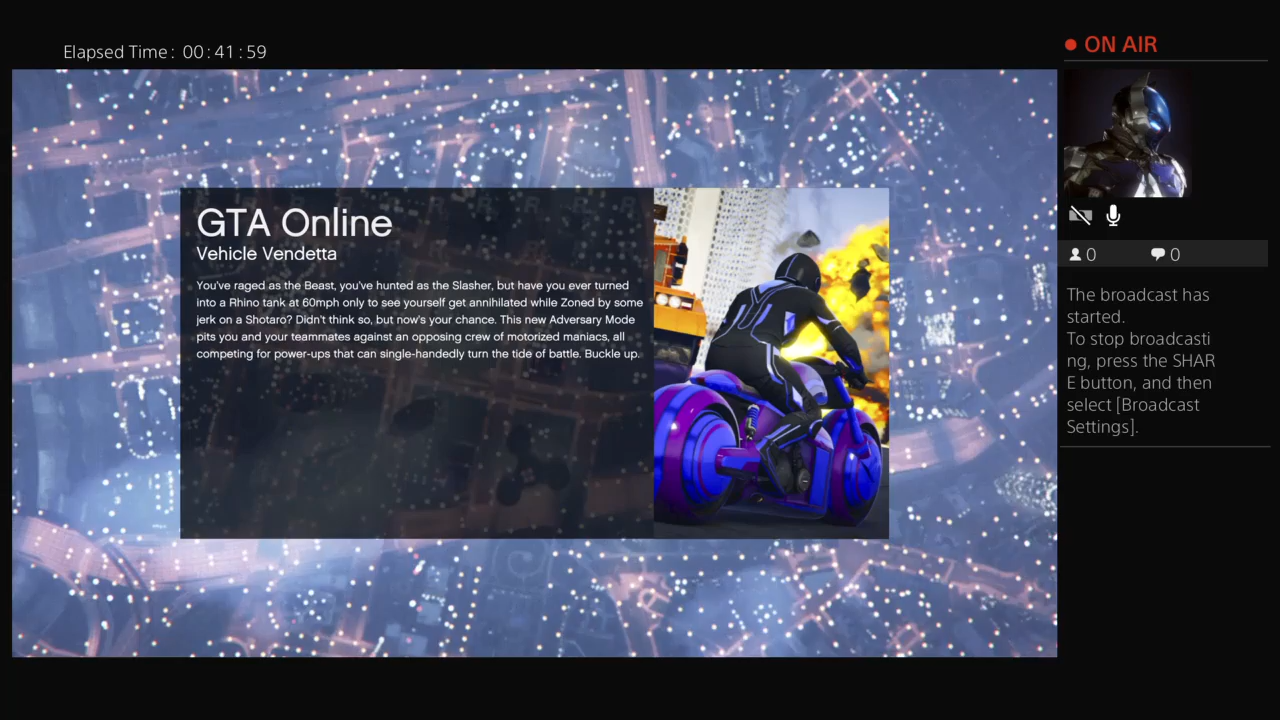 Elapsed Time: 00:41:59
ON AIR
GTA Online
Vehicle Vendetta
You've raged as the Beast, you've hunted as the Slasher, but have you ever turned
into a Rhino tank at 60mph only to see yourself get annihilated while Zoned by some
jerk on a Shotaro? Didn't think so, but now's your chance. This new Adversary Mode
pits you and your teammates against an opposing crew of motorized maniacs, all
competing for power-ups that can single-handedly turn the tide of battle. Buckle up.
0 0
The broadcast has
started.
To stop broadcasti
ng, press the SHAR
E button, and then
select [Broadcast
Settings].